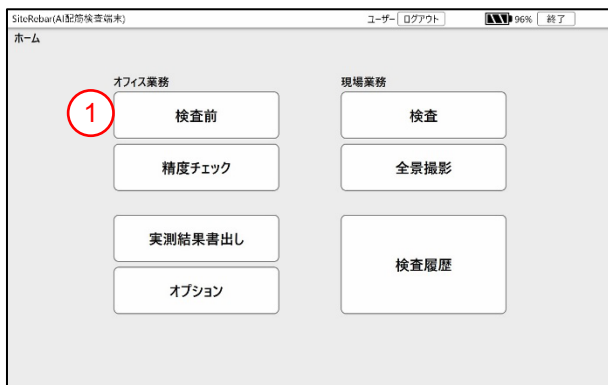 SiteRebar(AI配筋検査端末) ユーザー ログアウト 96% 終了
ホーム
オフィス業務 現場業務
① 検査前 検査
精度チェック 全景撮影
実測結果書出し
検査履歴
オプション